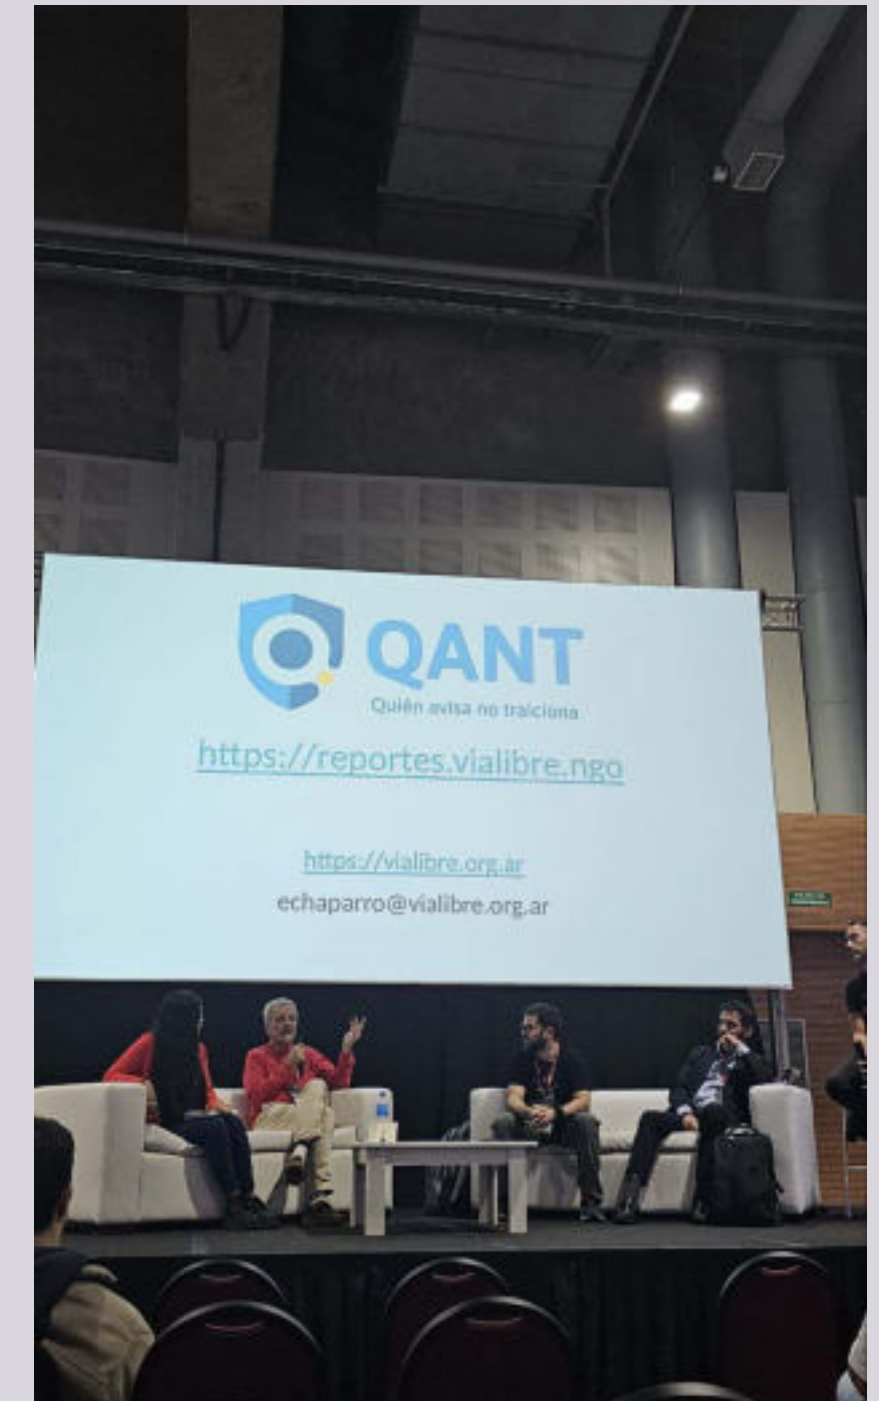 QANT
Quién avisa no traiciona
https://reportes.vialibre.ngo
https://vialibre.org.ar
echaparro@vialibre.org.ar